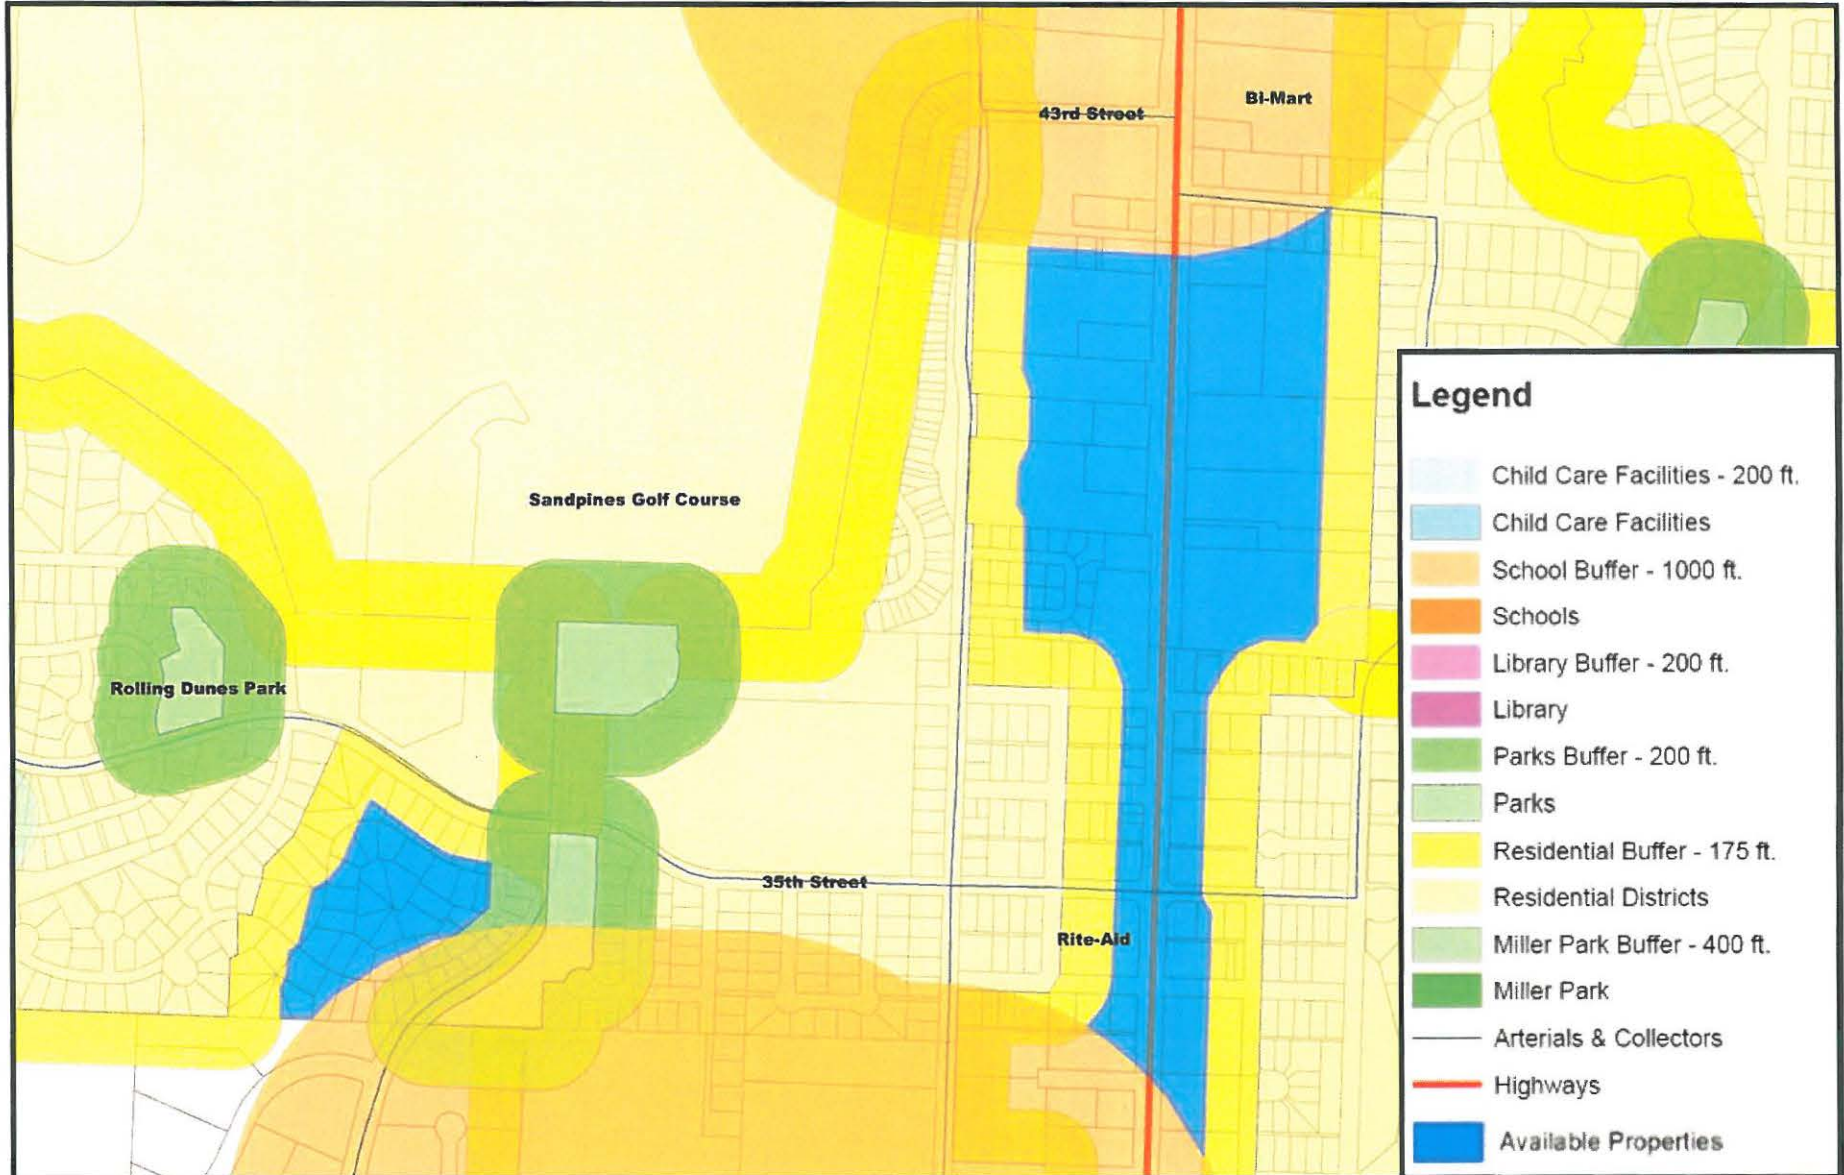 43rd Street
Bi-Mart
Sandpines Golf Course
Rolling Dunes Park
35th Street
Rite-Aid
Legend
Child Care Facilities - 200 ft.
Child Care Facilities
School Buffer - 1000 ft.
Schools
Library Buffer - 200 ft.
Library
Parks Buffer - 200 ft.
Parks
Residential Buffer - 175 ft.
Residential Districts
Miller Park Buffer - 400 ft.
Miller Park
Arterials & Collectors
Highways
Available Properties